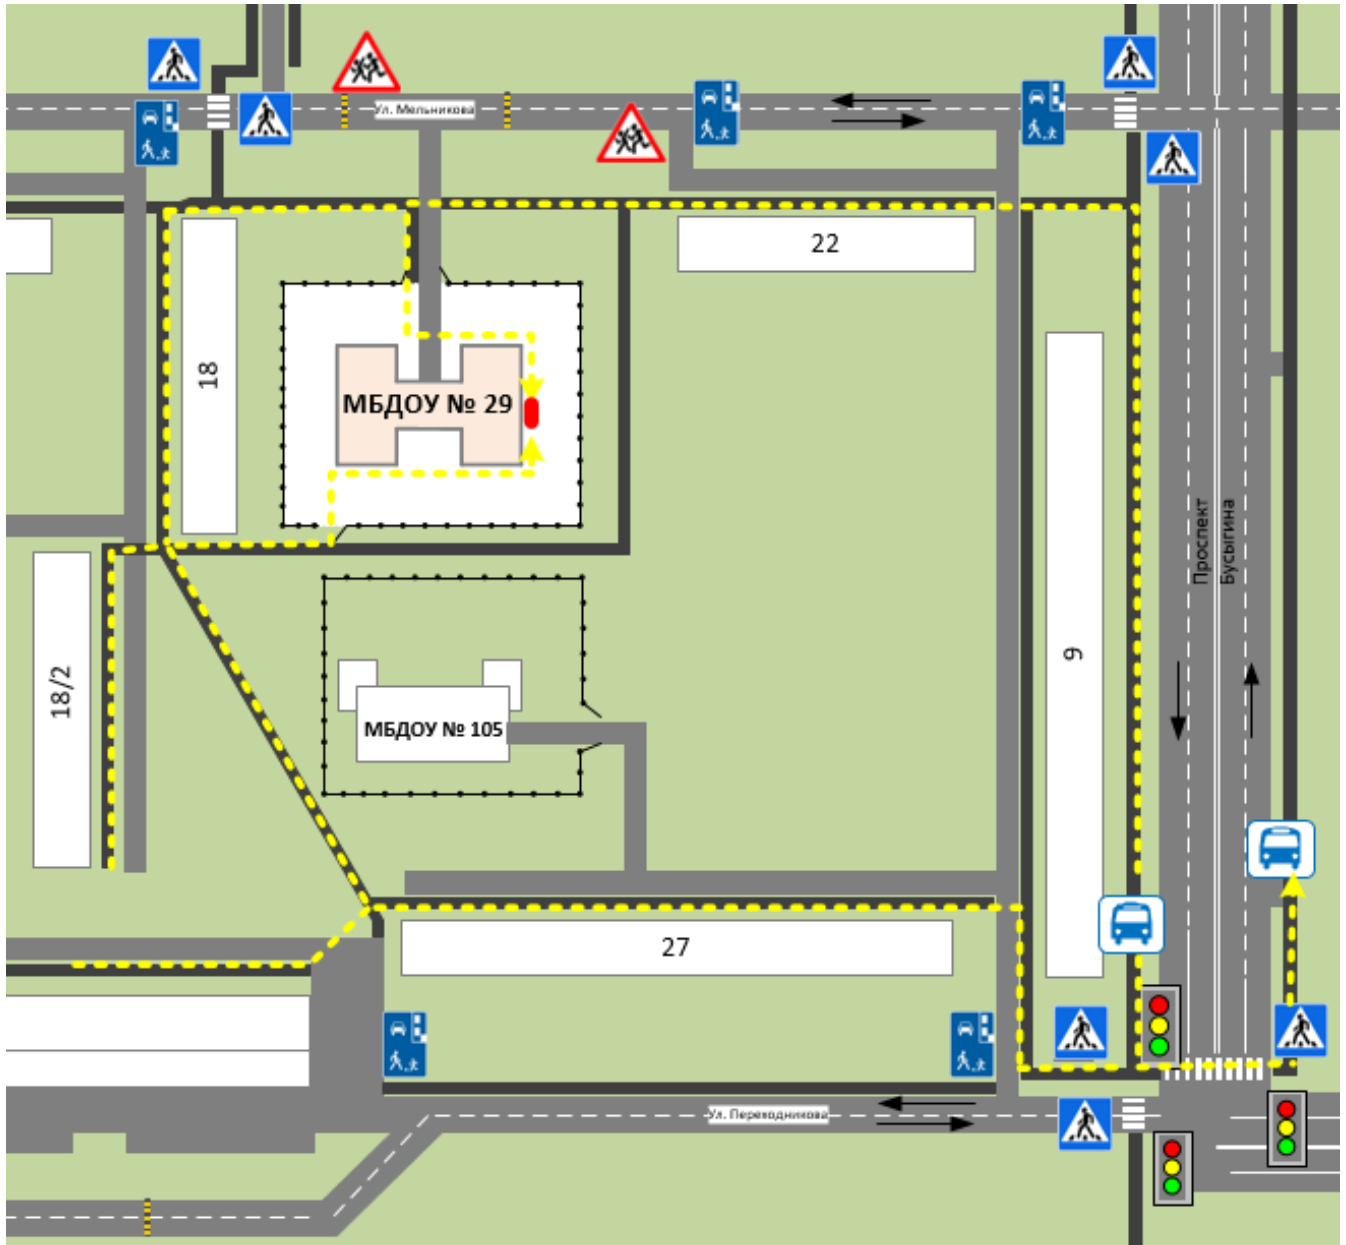 Ул. Мельникова
22
18
МБДОУ № 29
Проспект
Бусыгина
9
18/2
МБДОУ № 105
27
Ул. Переходникова